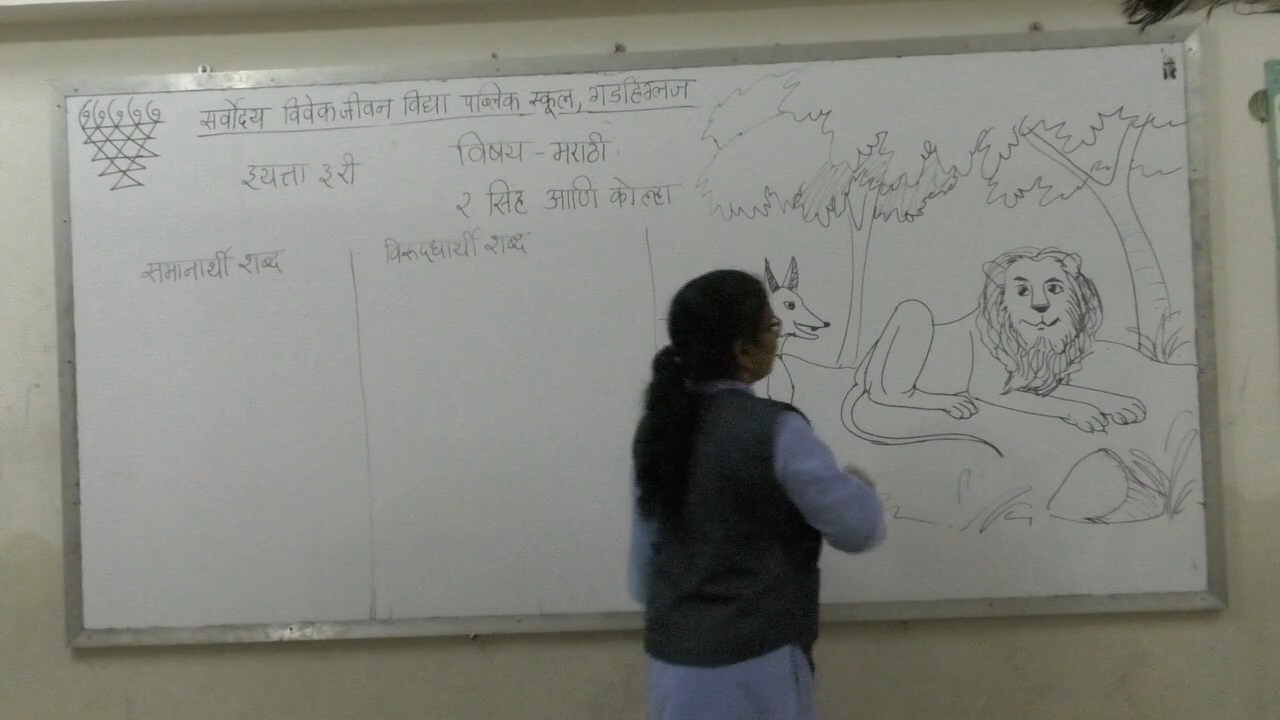 सर्वोदय विवेकजीवन विद्या पब्लिक स्कूल, गडहिंग्लज
विषय - मराठी
इयत्ता ३री
२ सिंह आणि कोल्हा
समानार्थी शब्द
विरूद्धार्थी शब्द